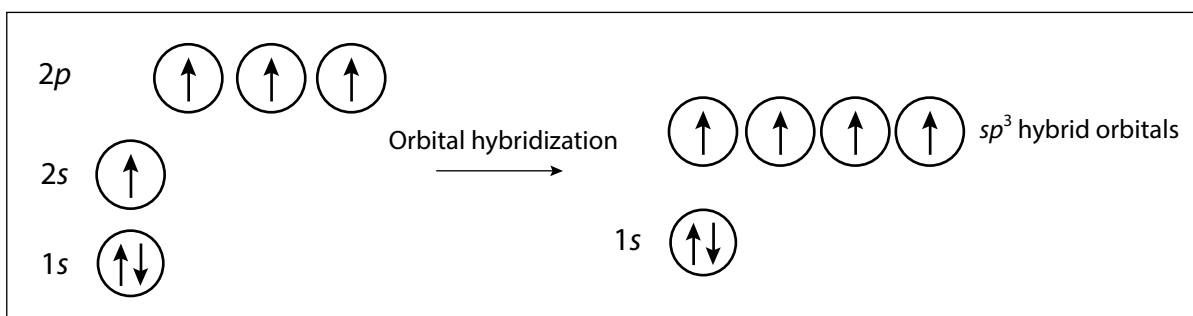 2p
Orbital hybridization
sp³ hybrid orbitals
2s
1s
1s